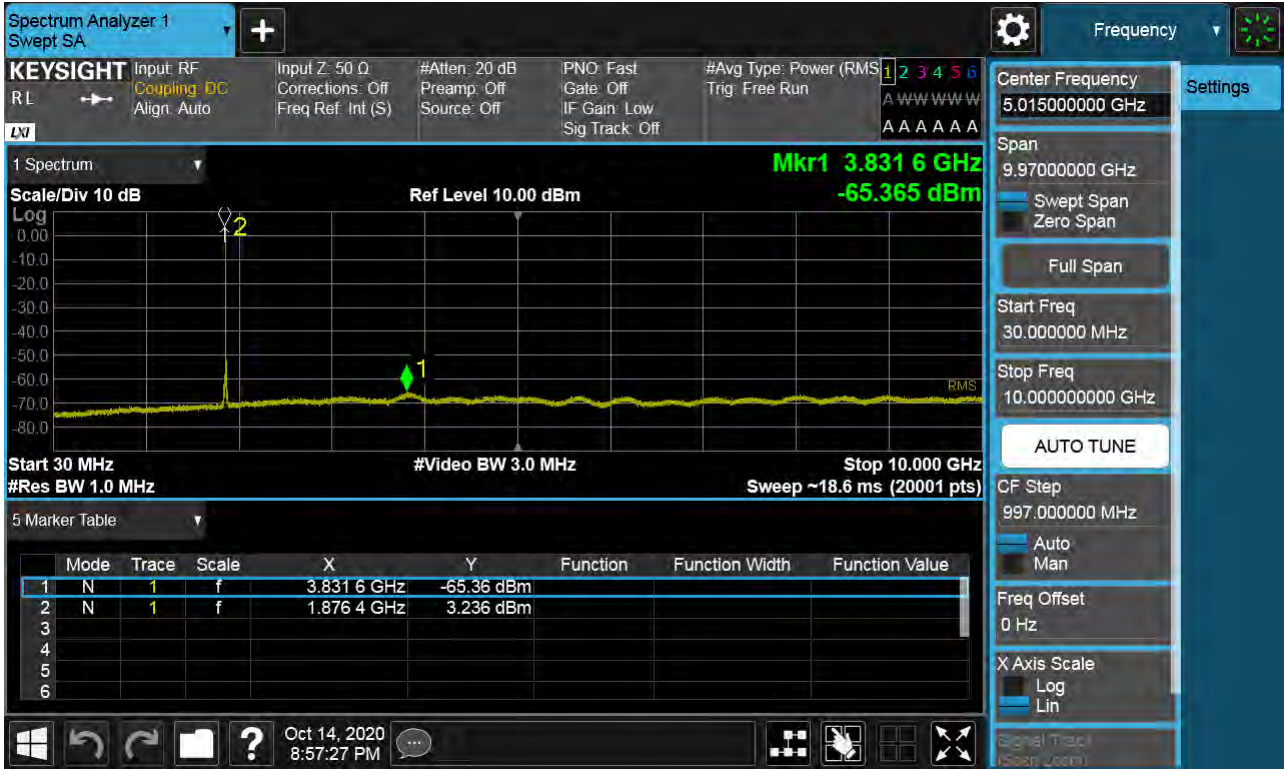 Spectrum Analyzer 1
Swept SA
+
Frequency
KEYSIGHT
RL
LXI
Input: RF
Coupling: DC
Align: Auto
Input Z: 50 Ω
Corrections: Off
Freq Ref: Int (S)
#Atten: 20 dB
Preamp: Off
Source: Off
PNO: Fast
Gate: Off
IF Gain: Low
Sig Track: Off
#Avg Type: Power (RMS
Trig: Free Run
1 2 3 4 5 6
A W W W W W
A A A A A A
1 Spectrum
Mkr1 3.831 6 GHz
Scale/Div 10 dB
Ref Level 10.00 dBm
-65.365 dBm
Log
0.00
-10.0
-20.0
-30.0
-40.0
-50.0
-60.0
-70.0
-80.0
2
1
RMS
Start 30 MHz
#Video BW 3.0 MHz
Stop 10.000 GHz
#Res BW 1.0 MHz
Sweep ~18.6 ms (20001 pts)
5 Marker Table
Mode Trace Scale X Y Function Function Width Function Value
1 N 1 f 3.831 6 GHz -65.36 dBm
2 N 1 f 1.876 4 GHz 3.236 dBm
3
4
5
6
?
Oct 14, 2020
8:57:27 PM
Center Frequency
5.015000000 GHz
Settings
Span
9.97000000 GHz
Swept Span
Zero Span
Full Span
Start Freq
30.000000 MHz
Stop Freq
10.000000000 GHz
AUTO TUNE
CF Step
997.000000 MHz
Auto
Man
Freq Offset
0 Hz
X Axis Scale
Log
Lin
Signal Track
(Span Zoom)